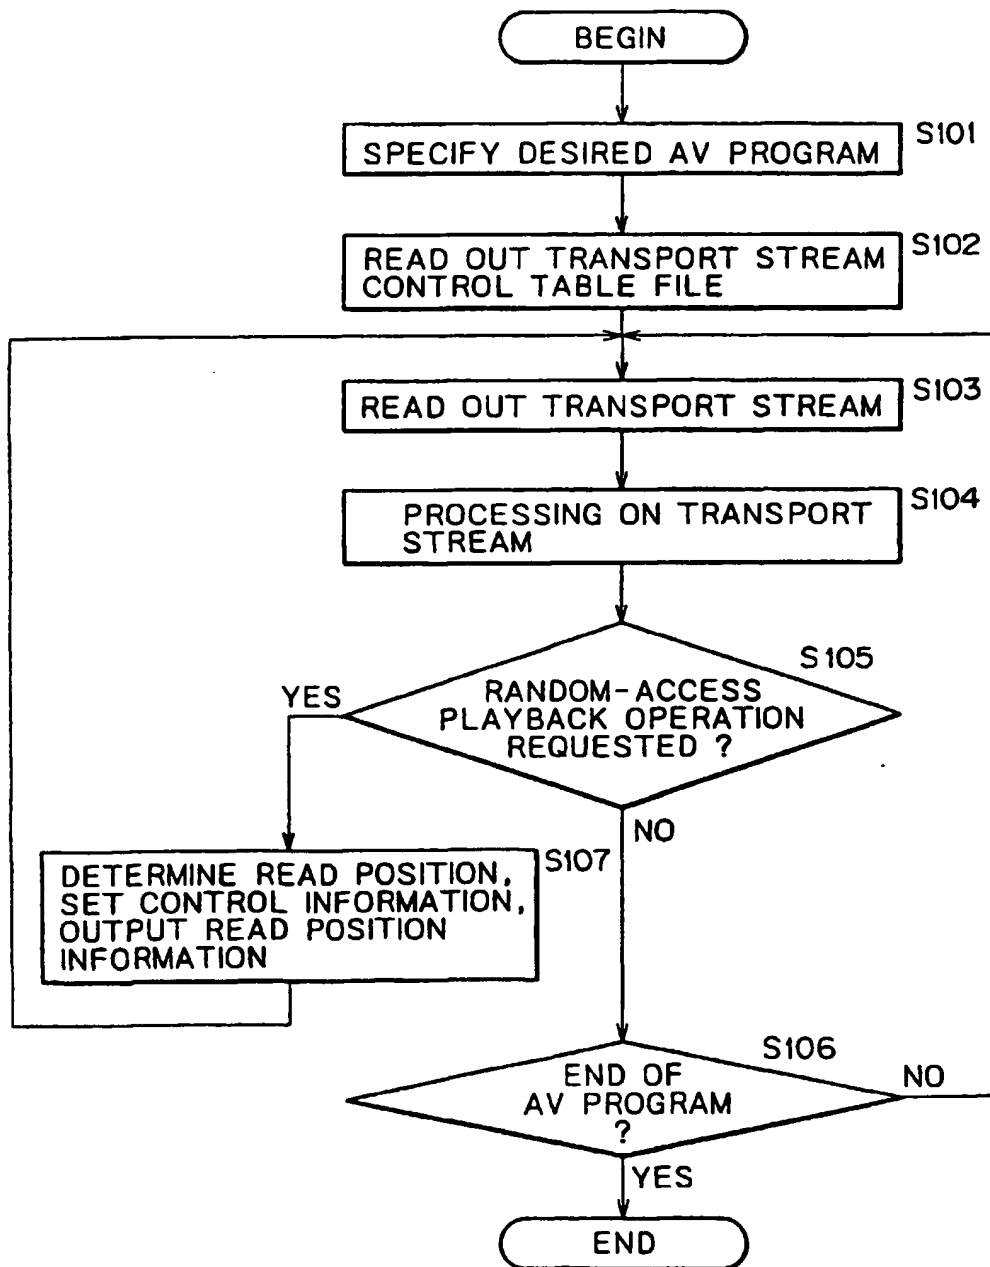 BEGIN
S101
SPECIFY DESIRED AV PROGRAM
S102
READ OUT TRANSPORT STREAM
CONTROL TABLE FILE
S103
READ OUT TRANSPORT STREAM
S104
PROCESSING ON TRANSPORT
STREAM
S105
YES
RANDOM-ACCESS
PLAYBACK OPERATION
REQUESTED ?
NO
S107
DETERMINE READ POSITION,
SET CONTROL INFORMATION,
OUTPUT READ POSITION
INFORMATION
S106
END OF
AV PROGRAM
?
NO
YES
END